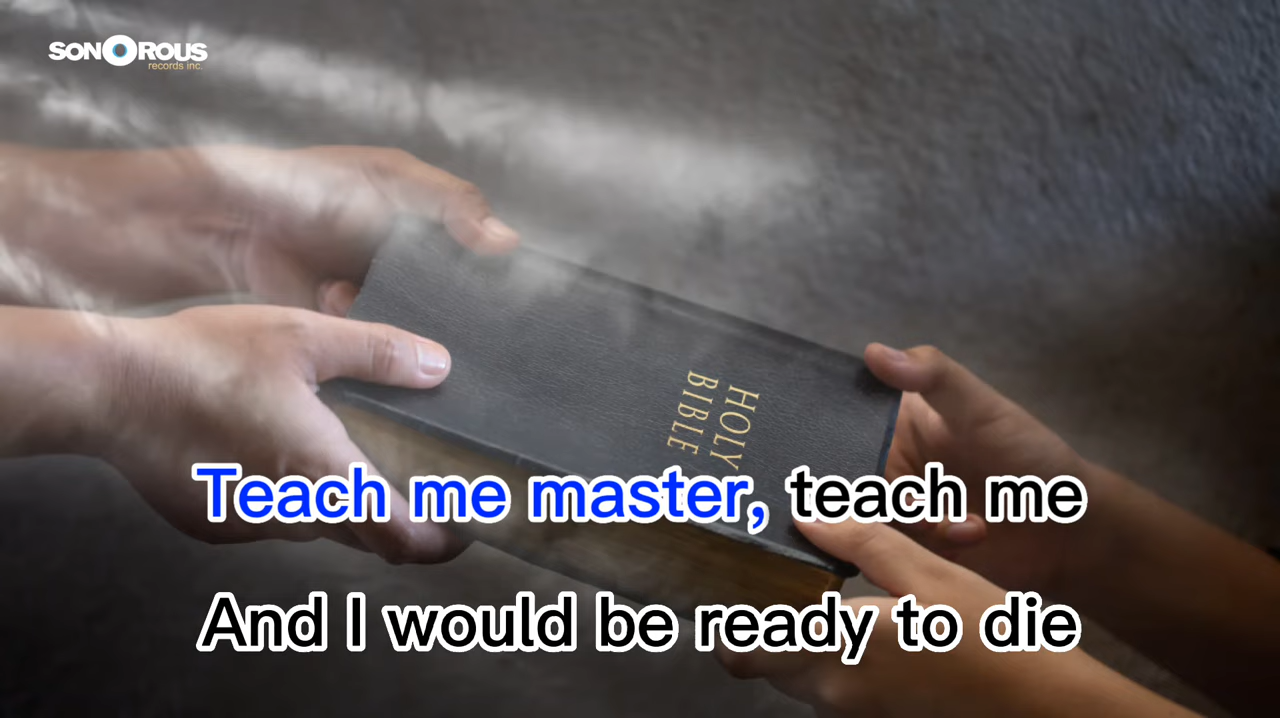 SONOROUS
records inc.
HOLY
BIBLE
Teach me master, teach me
And I would be ready to die